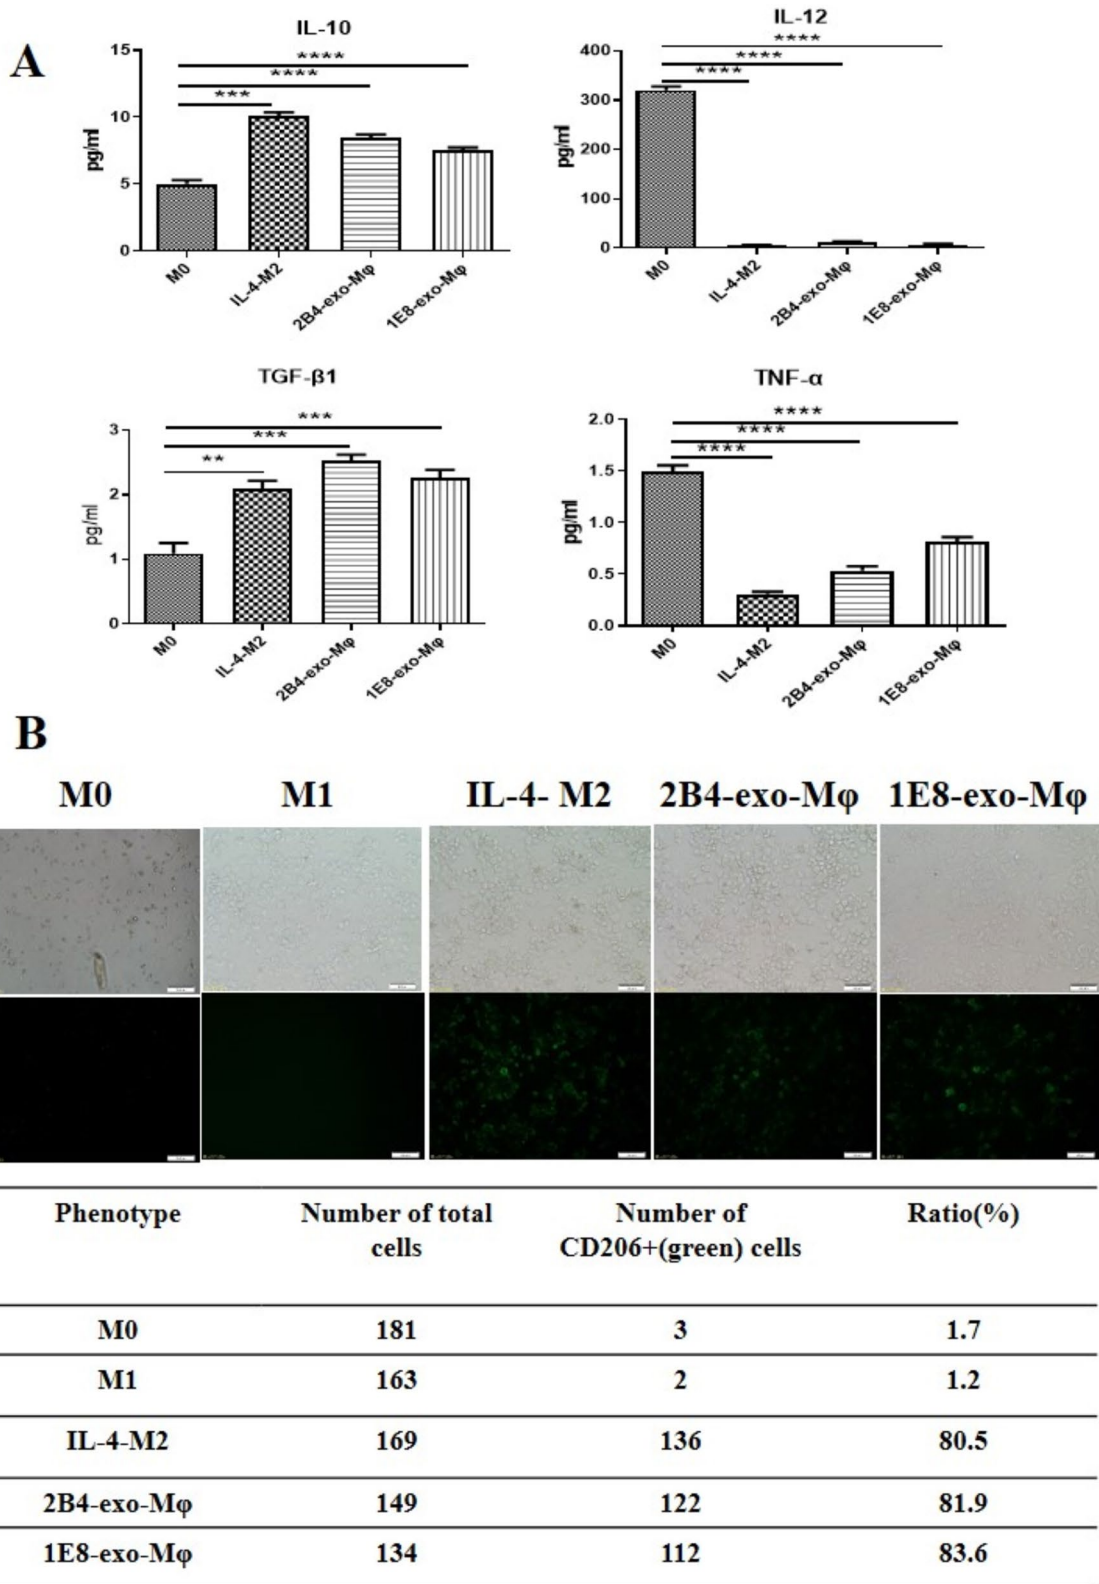 A
IL-10
pg/ml
15
10
5
0
****
****
***
M0
IL-4-M2
2B4-exo-Mφ
1E8-exo-Mφ
IL-12
pg/ml
400
300
200
100
0
****
****
****
M0
IL-4-M2
2B4-exo-Mφ
1E8-exo-Mφ
TGF-β1
pg/ml
3
2
1
0
***
***
**
M0
IL-4-M2
2B4-exo-Mφ
1E8-exo-Mφ
TNF-α
pg/ml
2.0
1.5
1.0
0.5
0.0
****
****
****
M0
IL-4-M2
2B4-exo-Mφ
1E8-exo-Mφ
B
M0 M1 IL-4- M2 2B4-exo-Mφ 1E8-exo-Mφ
Phenotype Number of total Number of Ratio(%)
cells CD206+(green) cells
M0 181 3 1.7
M1 163 2 1.2
IL-4-M2 169 136 80.5
2B4-exo-Mφ 149 122 81.9
1E8-exo-Mφ 134 112 83.6